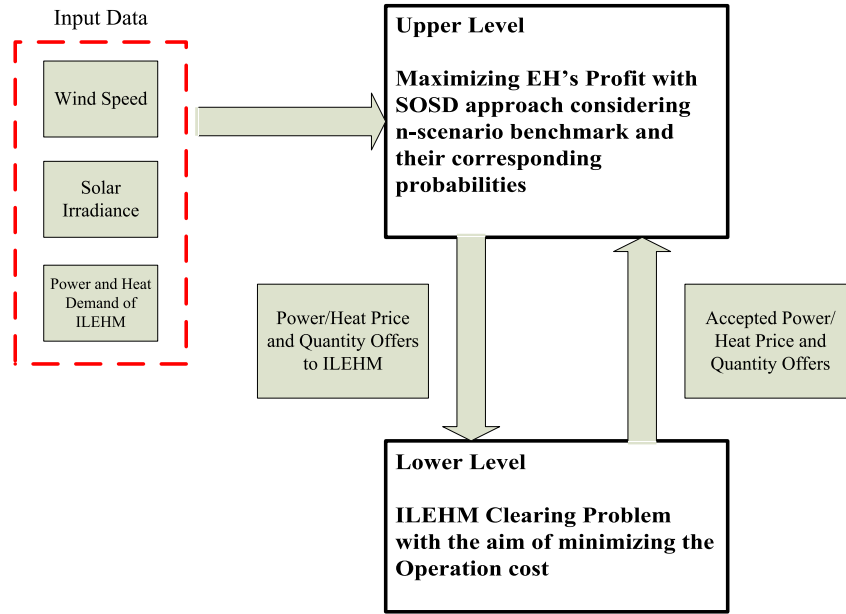 Input Data
Wind Speed
Solar
Irradiance
Power and Heat
Demand of
ILEHM
Upper Level
Maximizing EH's Profit with
SOSD approach considering
n-scenario benchmark and
their corresponding
probabilities
Power/Heat Price
and Quantity Offers
to ILEHM
Accepted Power/
Heat Price and
Quantity Offers
Lower Level
ILEHM Clearing Problem
with the aim of minimizing the
Operation cost